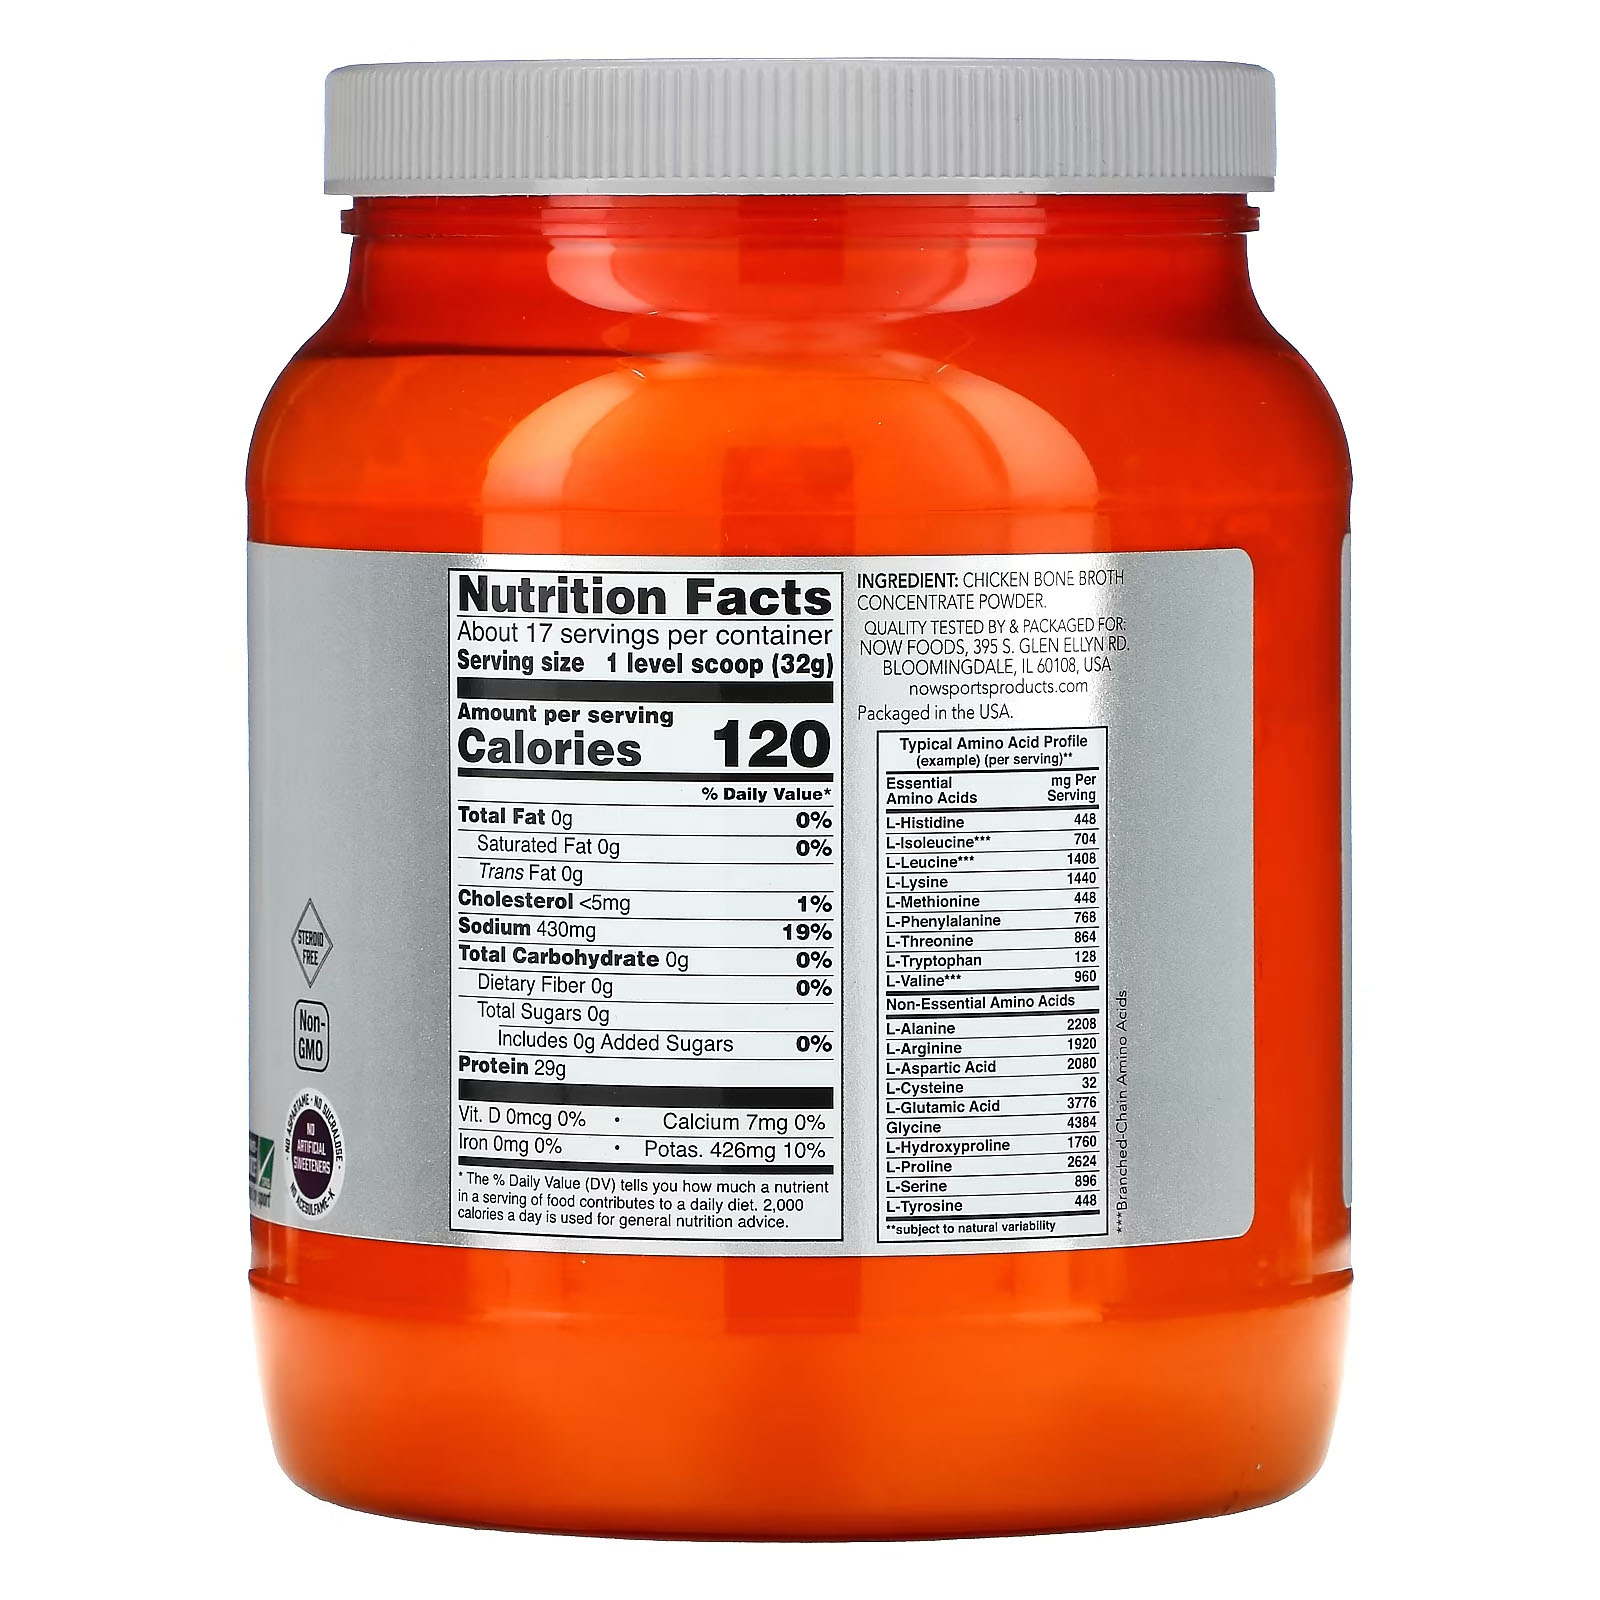 Nutrition Facts
About 17 servings per container
Serving size 1 level scoop (32g)
Amount per serving
Calories 120
% Daily Value*
Total Fat 0g 0%
Saturated Fat 0g 0%
Trans Fat 0g
Cholesterol <5mg 1%
Sodium 430mg 19%
Total Carbohydrate 0g 0%
Dietary Fiber 0g 0%
Total Sugars 0g
Includes 0g Added Sugars 0%
Protein 29g
Vit. D 0mcg 0% • Calcium 7mg 0%
Iron 0mg 0% • Potas. 426mg 10%
* The % Daily Value (DV) tells you how much a nutrient
in a serving of food contributes to a daily diet. 2,000
calories a day is used for general nutrition advice.
INGREDIENT: CHICKEN BONE BROTH
CONCENTRATE POWDER.
QUALITY TESTED BY & PACKAGED FOR:
NOW FOODS, 395 S. GLEN ELLYN RD.
BLOOMINGDALE, IL 60108, USA
nowsportsproducts.com
Packaged in the USA.
Typical Amino Acid Profile
(example) (per serving)**
Essential mg Per
Amino Acids Serving
L-Histidine 448
L-Isoleucine*** 704
L-Leucine*** 1408
L-Lysine 1440
L-Methionine 448
L-Phenylalanine 768
L-Threonine 864
L-Tryptophan 128
L-Valine*** 960
Non-Essential Amino Acids
L-Alanine 2208
L-Arginine 1920
L-Aspartic Acid 2080
L-Cysteine 32
L-Glutamic Acid 3776
Glycine 4384
L-Hydroxyproline 1760
L-Proline 2624
L-Serine 896
L-Tyrosine 448
**subject to natural variability
***Branched-Chain Amino Acids
STEROID
FREE
Non-
GMO
NO ASPARTAME • NO SUCRALOSE •
NO ACESULFAME-K
NO
ARTIFICIAL
SWEETENERS
sport